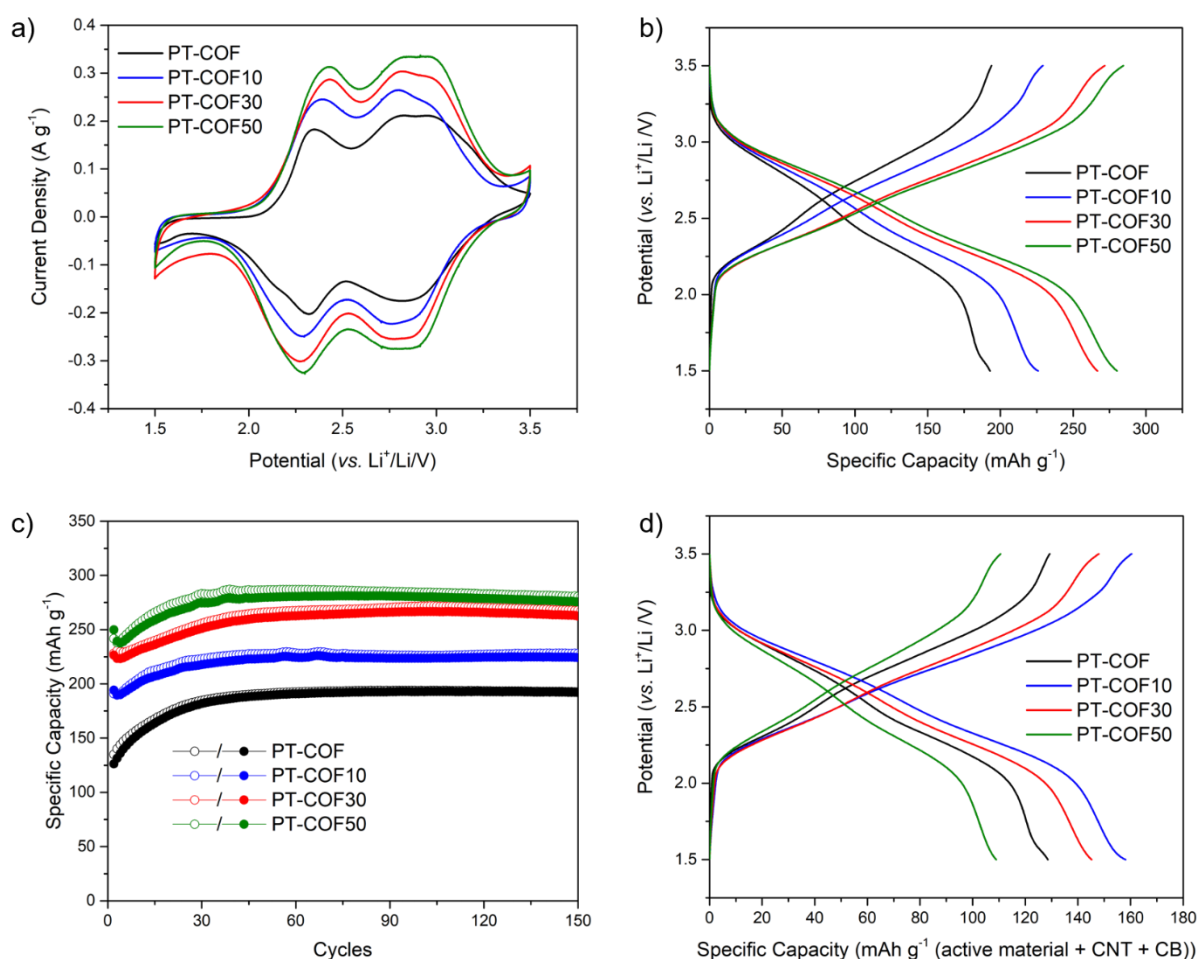 a)
0.4
0.3
0.2
0.1
0.0
-0.1
-0.2
-0.3
-0.4
1.5 2.0 2.5 3.0 3.5
Current Density (A g⁻¹)
Potential (vs. Li⁺/Li/V)
PT-COF
PT-COF10
PT-COF30
PT-COF50
b)
3.5
3.0
2.5
2.0
1.5
0 50 100 150 200 250 300
Potential (vs. Li⁺/Li /V)
Specific Capacity (mAh g⁻¹)
PT-COF
PT-COF10
PT-COF30
PT-COF50
c)
350
300
250
200
150
100
50
0
0 30 60 90 120 150
Specific Capacity (mAh g⁻¹)
Cycles
/ PT-COF
/ PT-COF10
/ PT-COF30
/ PT-COF50
d)
3.5
3.0
2.5
2.0
1.5
0 20 40 60 80 100 120 140 160 180
Potential (vs. Li⁺/Li /V)
Specific Capacity (mAh g⁻¹ (active material + CNT + CB))
PT-COF
PT-COF10
PT-COF30
PT-COF50